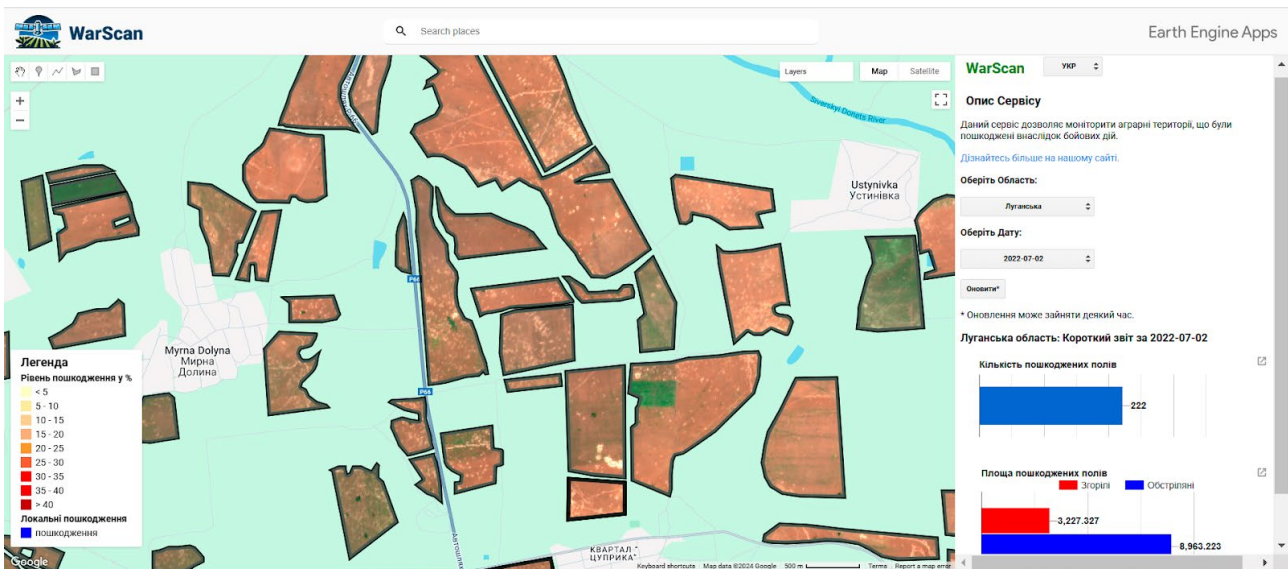 WarScan
Search places
Earth Engine Apps
Layers
Map
Satellite
Автошлях Р66
Siverskyi Donets River
Ustynivka
Устинівка
P66
Myrna Dolyna
Мирна
Долина
P66
КВАРТАЛ "
ЦУПРИКА"
Легенда
Рівень пошкодження у %
< 5
5 - 10
10 - 15
15 - 20
20 - 25
25 - 30
30 - 35
35 - 40
> 40
Локальні пошкодження
пошкодження
Google
Keyboard shortcuts
Map data ©2024 Google
500 m
Terms
Report a map error
WarScan
УКР
Опис Сервісу
Даний сервіс дозволяє моніторити аграрні території, що були
пошкоджені внаслідок бойових дій.
Дізнайтесь більше на нашому сайті.
Оберіть Область:
Луганська
Оберіть Дату:
2022-07-02
Оновити*
* Оновлення може зайняти деякий час.
Луганська область: Короткий звіт за 2022-07-02
Кількість пошкоджених полів
222
Площа пошкоджених полів
Згорілі
Обстріляні
3,227.327
8,963.223